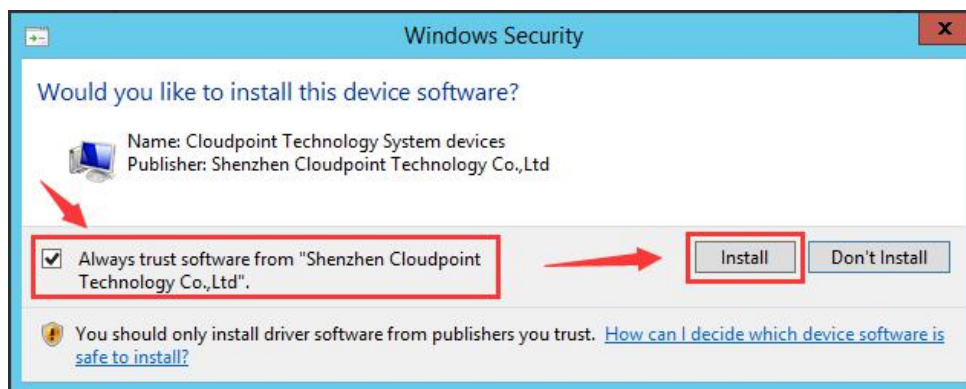 Windows Security
x
Would you like to install this device software?
Name: Cloudpoint Technology System devices
Publisher: Shenzhen Cloudpoint Technology Co.,Ltd
Always trust software from "Shenzhen Cloudpoint
Technology Co.,Ltd".
Install
Don't Install
You should only install driver software from publishers you trust. How can I decide which device software is
safe to install?